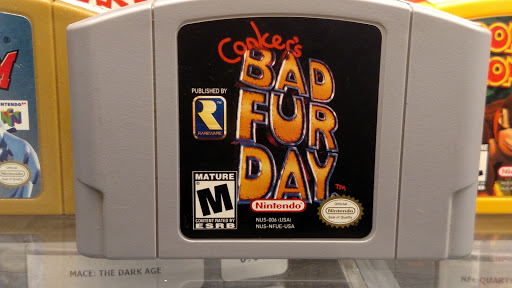 Conker's
BAD
FUR
DAY
TM
PUBLISHED BY
R
RAREWARE
MATURE
M
CONTENT RATED BY
ESRB
Nintendo
NUS-006 (USA)
NUS-NFUE-USA
Official
Nintendo
Seal of Quality
MACE: THE DARK AGE